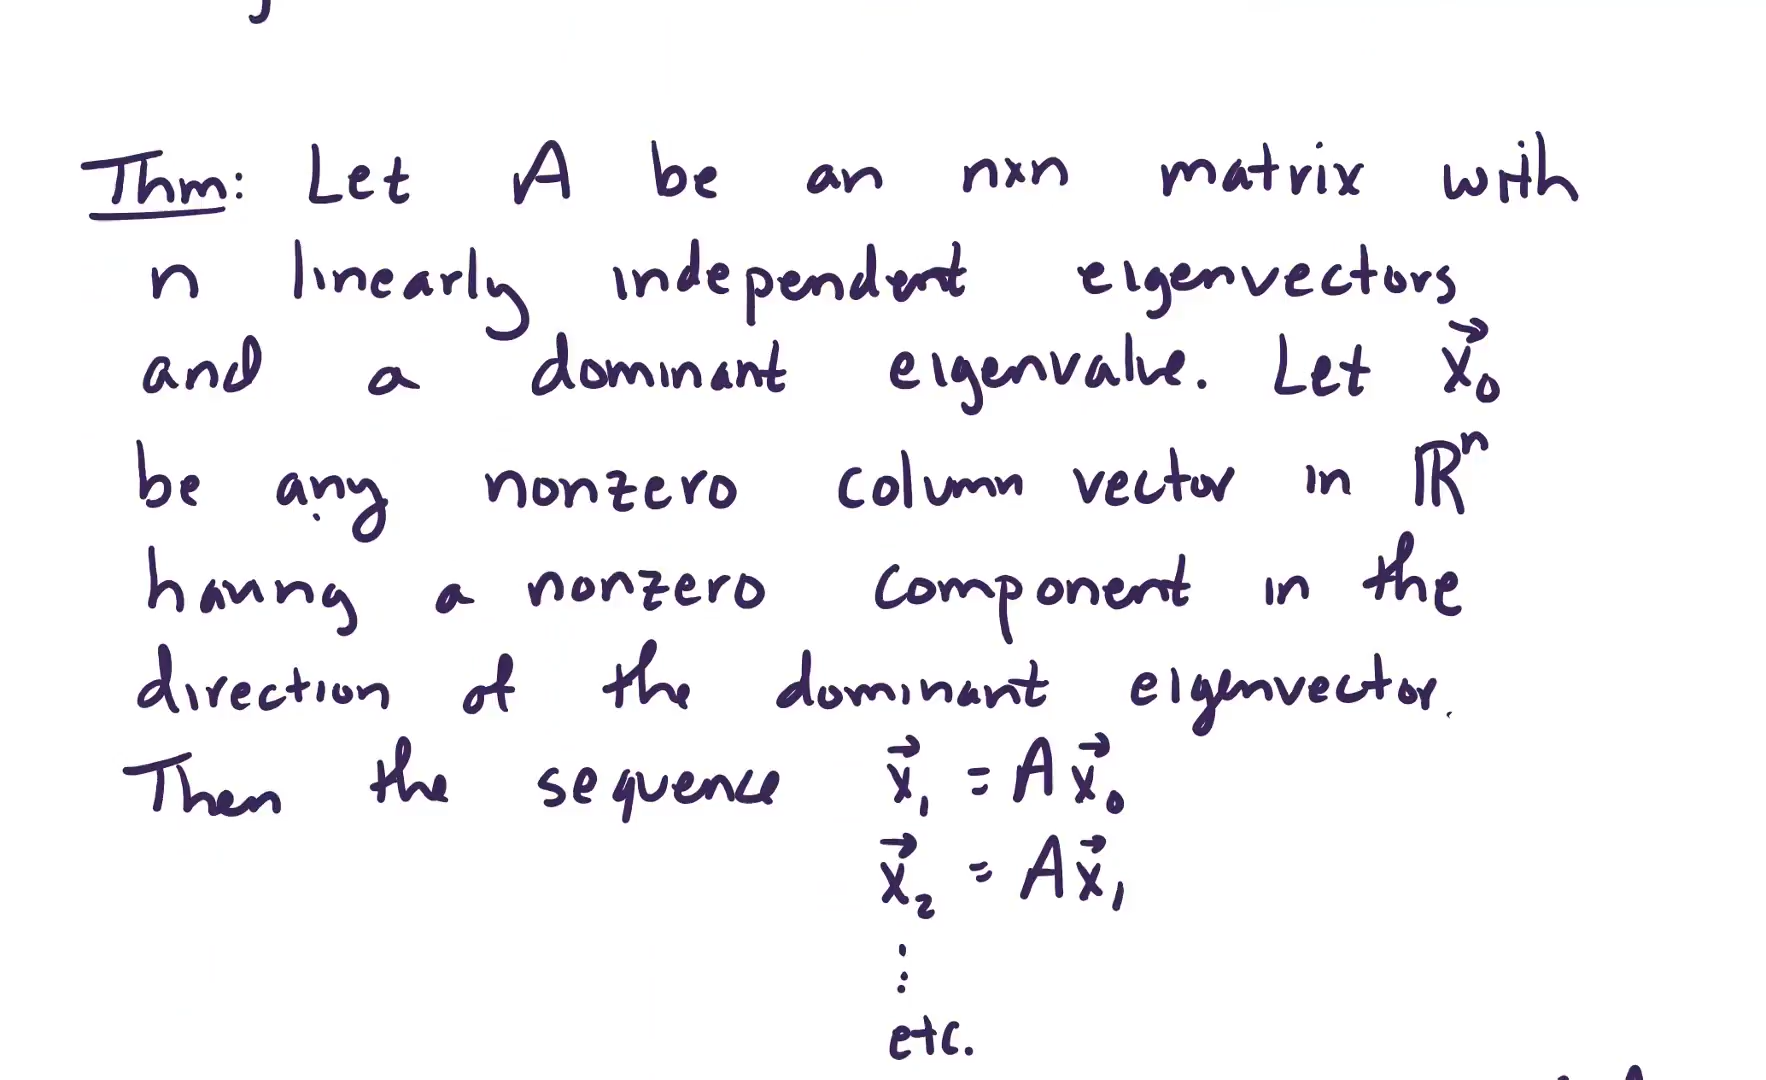 Thm: Let A be an nxn matrix with
n linearly independent eigenvectors
and a dominant eigenvalue. Let x⃗₀
be any nonzero column vector in ℝⁿ
having a nonzero component in the
direction of the dominant eigenvector.
Then the sequence x⃗₁ = Ax⃗₀
x⃗₂ = Ax⃗₁
⋮
etc.